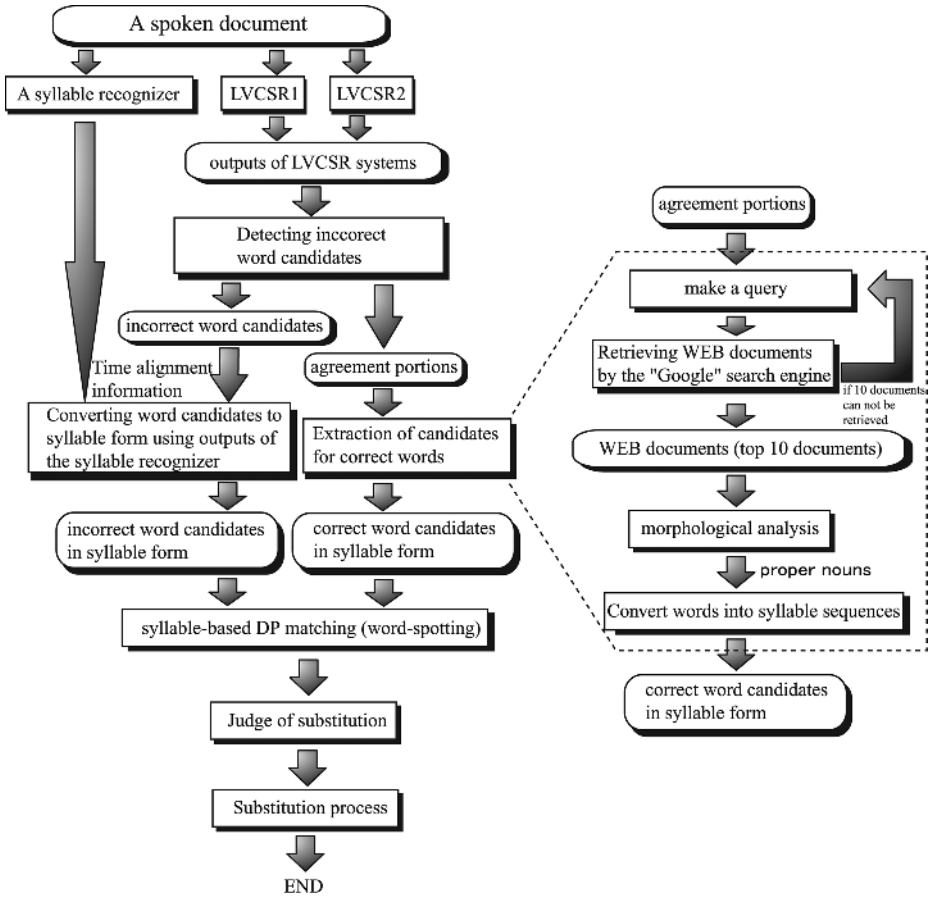 A spoken document
A syllable recognizer
LVCSR1
LVCSR2
outputs of LVCSR systems
Detecting inccorect
word candidates
incorrect word candidates
Time alignment
information
agreement portions
Converting word candidates to
syllable form using outputs of
the syllable recognizer
Extraction of candidates
for correct words
incorrect word candidates
in syllable form
correct word candidates
in syllable form
syllable-based DP matching (word-spotting)
Judge of substitution
Substitution process
END
agreement portions
make a query
Retrieving WEB documents
by the "Google" search engine
if 10 documents
can not be
retrieved
WEB documents (top 10 documents)
morphological analysis
proper nouns
Convert words into syllable sequences
correct word candidates
in syllable form